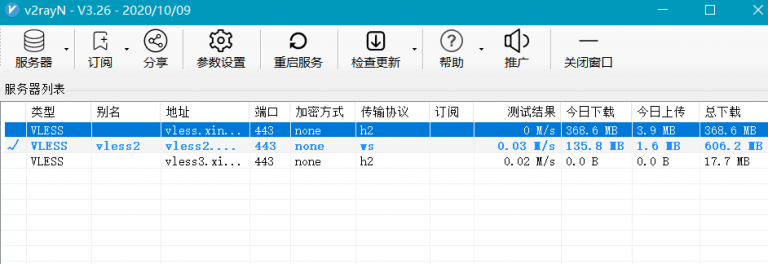 v2rayN - V3.26 - 2020/10/09
服务器 订阅 分享 参数设置 重启服务 检查更新 帮助 推广 关闭窗口
服务器列表
类型 别名 地址 端口 加密方式 传输协议 订阅 测试结果 今日下载 今日上传 总下载
VLESS vless.xin... 443 none h2 0 M/s 368.6 MB 3.9 MB 368.6 MB
VLESS vless2 vless2.... 443 none ws 0.03 M/s 135.8 MB 1.6 MB 606.2 MB
VLESS vless3.xi... 443 none h2 0.02 M/s 0.0 B 0.0 B 17.7 MB